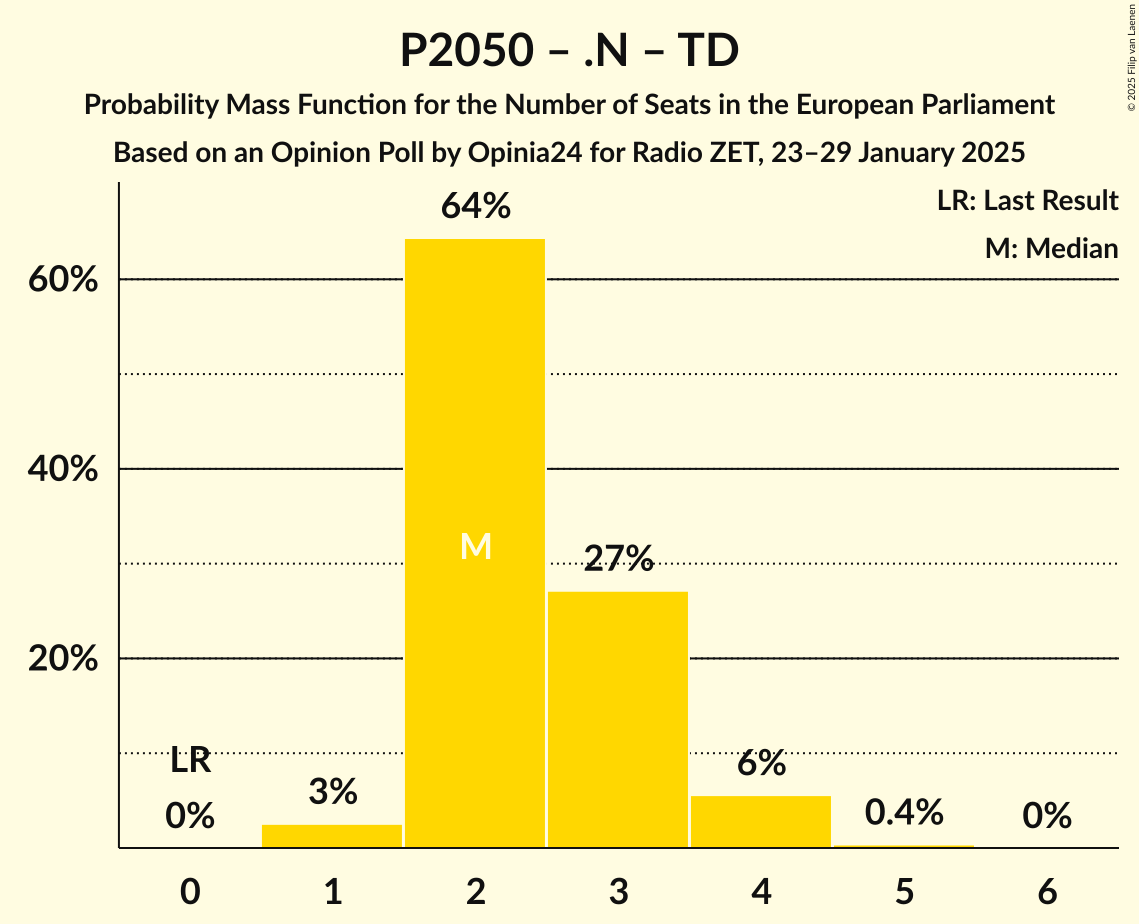 P2050 – .N – TD
Probability Mass Function for the Number of Seats in the European Parliament
Based on an Opinion Poll by Opinia24 for Radio ZET, 23–29 January 2025
© 2025 Filip van Laenen
LR: Last Result
M: Median
64%
60%
40%
M
27%
20%
LR
0%
3%
6%
0.4%
0%
0 1 2 3 4 5 6